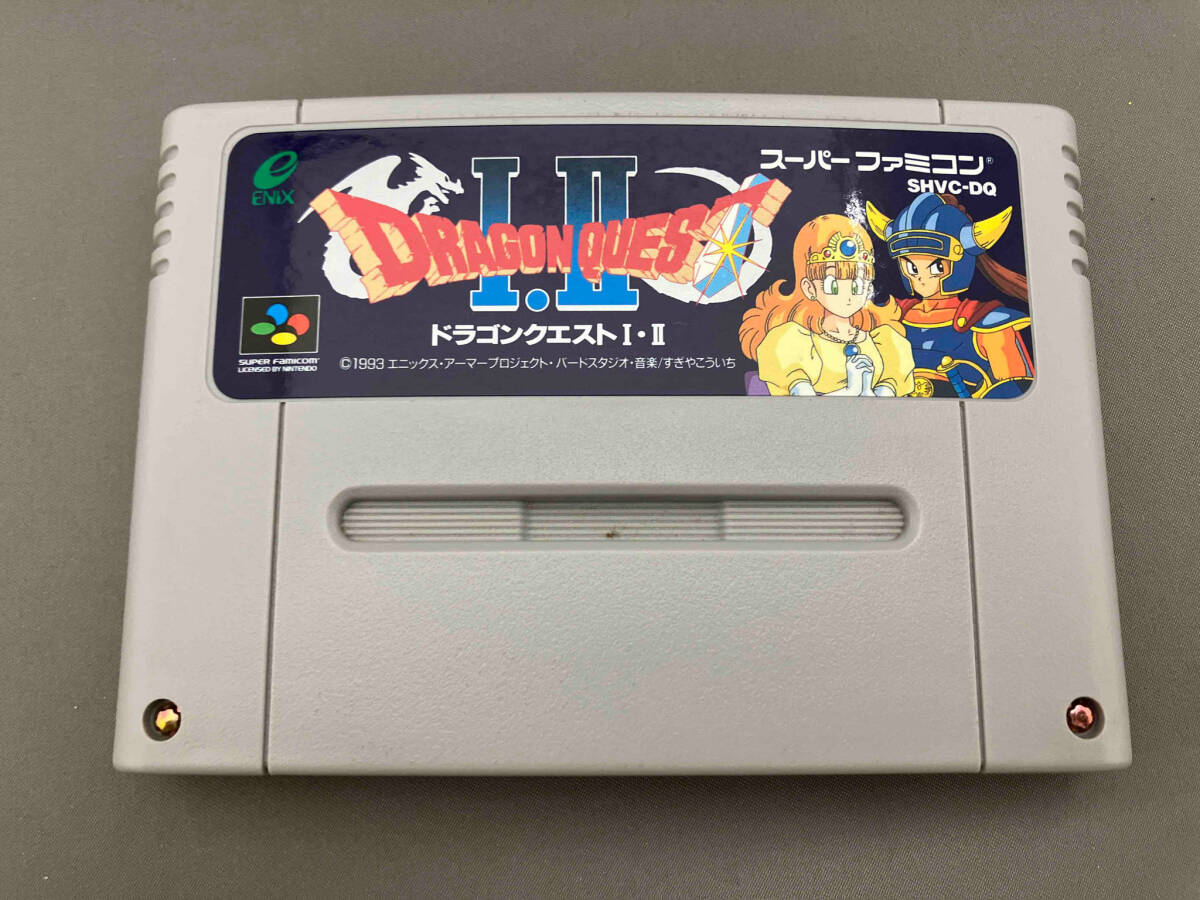 ENIX
スーパーファミコン®
SHVC-DQ
I.II
DRAGON QUEST
ドラゴンクエストI・II
SUPER FAMICOM
LICENSED BY NINTENDO
©1993 エニックス・アーマープロジェクト・バードスタジオ・音楽/すぎやこういち